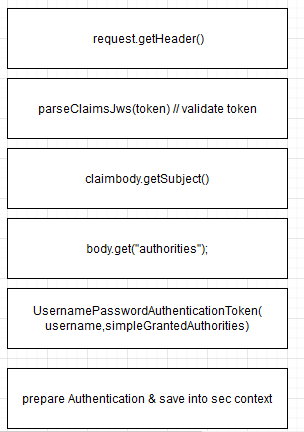 request.getHeader()
parseClaimsJws(token) // validate token
claimbody.getSubject()
body.get("authorities");
UsernamePasswordAuthenticationToken(
username,simpleGrantedAuthorities)
prepare Authentication & save into sec context